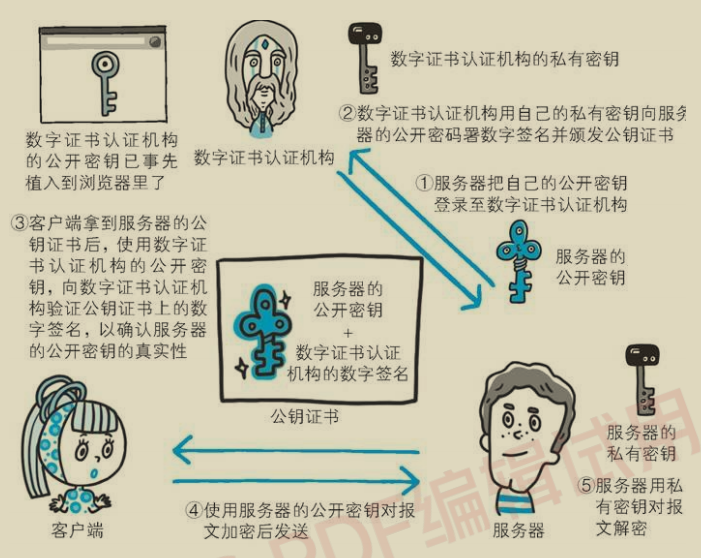 数字证书认证机构的私有密钥
②数字证书认证机构用自己的私有密钥向服务
器的公开密码署数字签名并颁发公钥证书
数字证书认证机构
的公开密钥已事先
植入到浏览器里了
数字证书认证机构
①服务器把自己的公开密钥
登录至数字证书认证机构
③客户端拿到服务器的公
钥证书后，使用数字证
书认证机构的公开密
钥，向数字证书认证机
构验证公钥证书上的数
字签名，以确认服务器
的公开密钥的真实性
服务器的
公开密钥
服务器的
公开密钥
+
数字证书认证
机构的数字签名
公钥证书
服务器的
私有密钥
④使用服务器的公开密钥对报
文加密后发送
⑤服务器用私
有密钥对报
文解密
客户端
服务器
PDF编辑试用